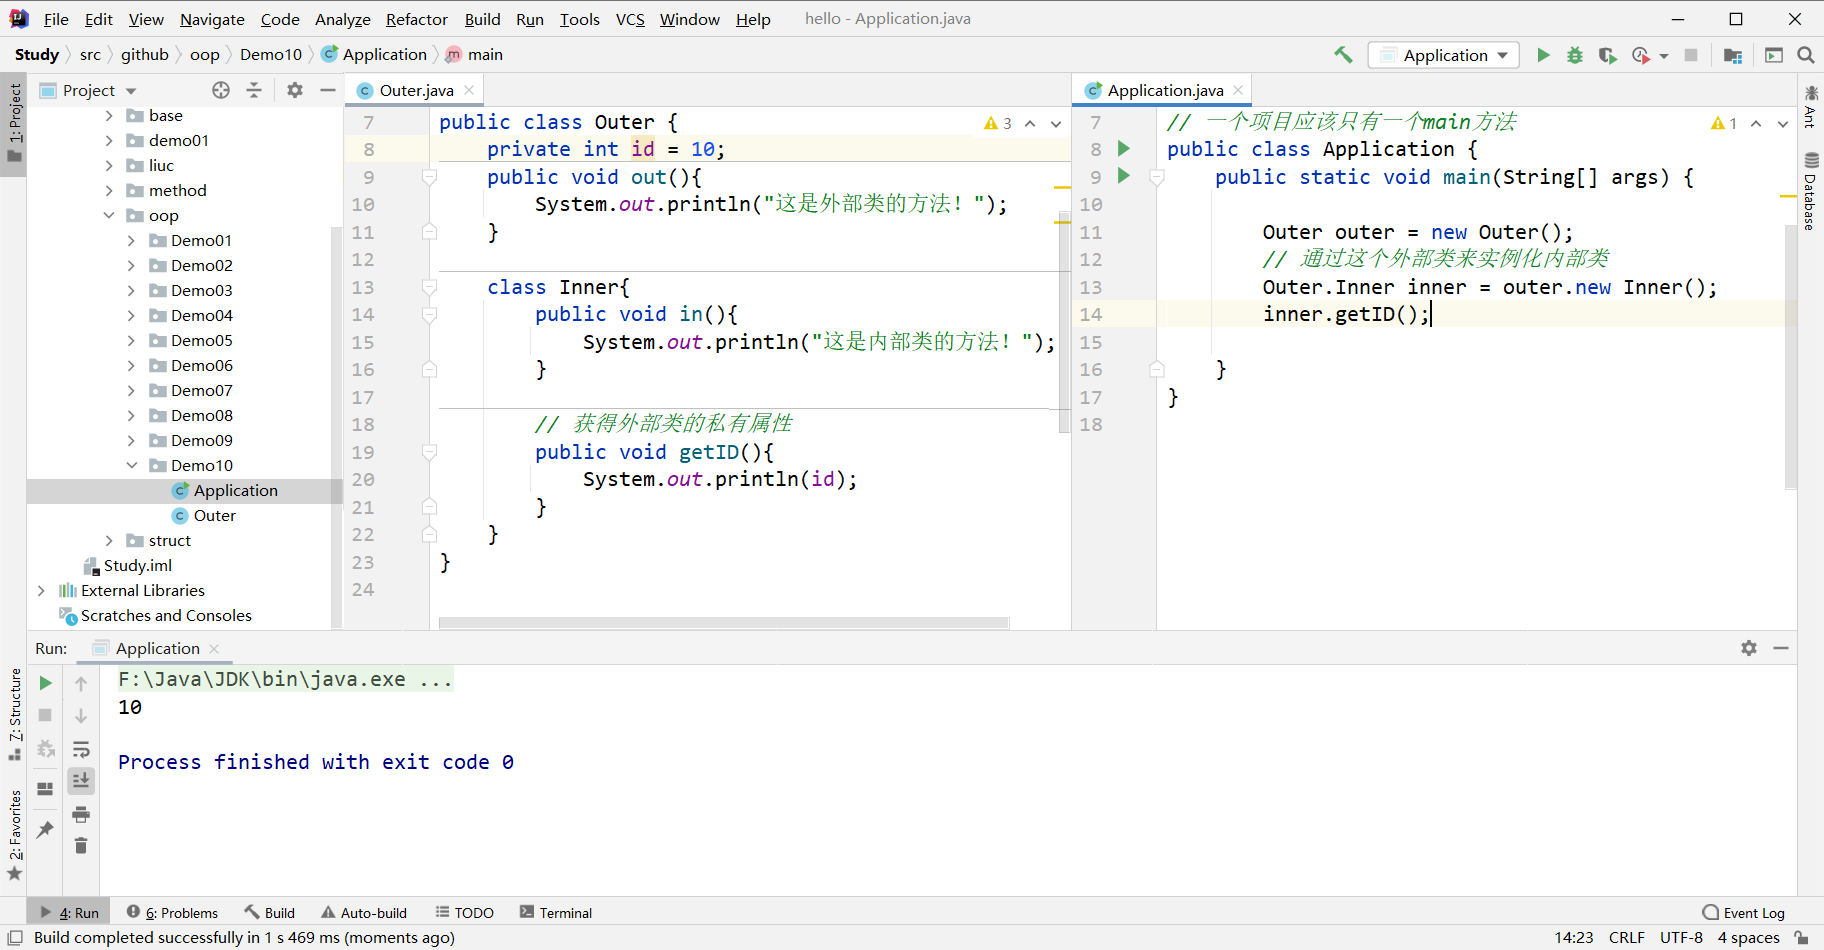 File Edit View Navigate Code Analyze Refactor Build Run Tools VCS Window Help hello - Application.java
Study src github oop Demo10 Application main
Application
1: Project
Project
base
demo01
liuc
method
oop
Demo01
Demo02
Demo03
Demo04
Demo05
Demo06
Demo07
Demo08
Demo09
Demo10
Application
Outer
struct
Study.iml
External Libraries
Scratches and Consoles
Outer.java
3
7 public class Outer {
8 private int id = 10;
9 public void out(){
10 System.out.println("这是外部类的方法！");
11 }
12
13 class Inner{
14 public void in(){
15 System.out.println("这是内部类的方法！");
16 }
17
18 // 获得外部类的私有属性
19 public void getID(){
20 System.out.println(id);
21 }
22 }
23 }
24
Application.java
1
7 // 一个项目应该只有一个main方法
8 public class Application {
9 public static void main(String[] args) {
10
11 Outer outer = new Outer();
12 // 通过这个外部类来实例化内部类
13 Outer.Inner inner = outer.new Inner();
14 inner.getID();
15
16 }
17 }
18
Ant
Database
Run: Application
F:\Java\JDK\bin\java.exe ...
10
Process finished with exit code 0
7: Structure
2: Favorites
4: Run 6: Problems Build Auto-build TODO Terminal Event Log
Build completed successfully in 1 s 469 ms (moments ago) 14:23 CRLF UTF-8 4 spaces